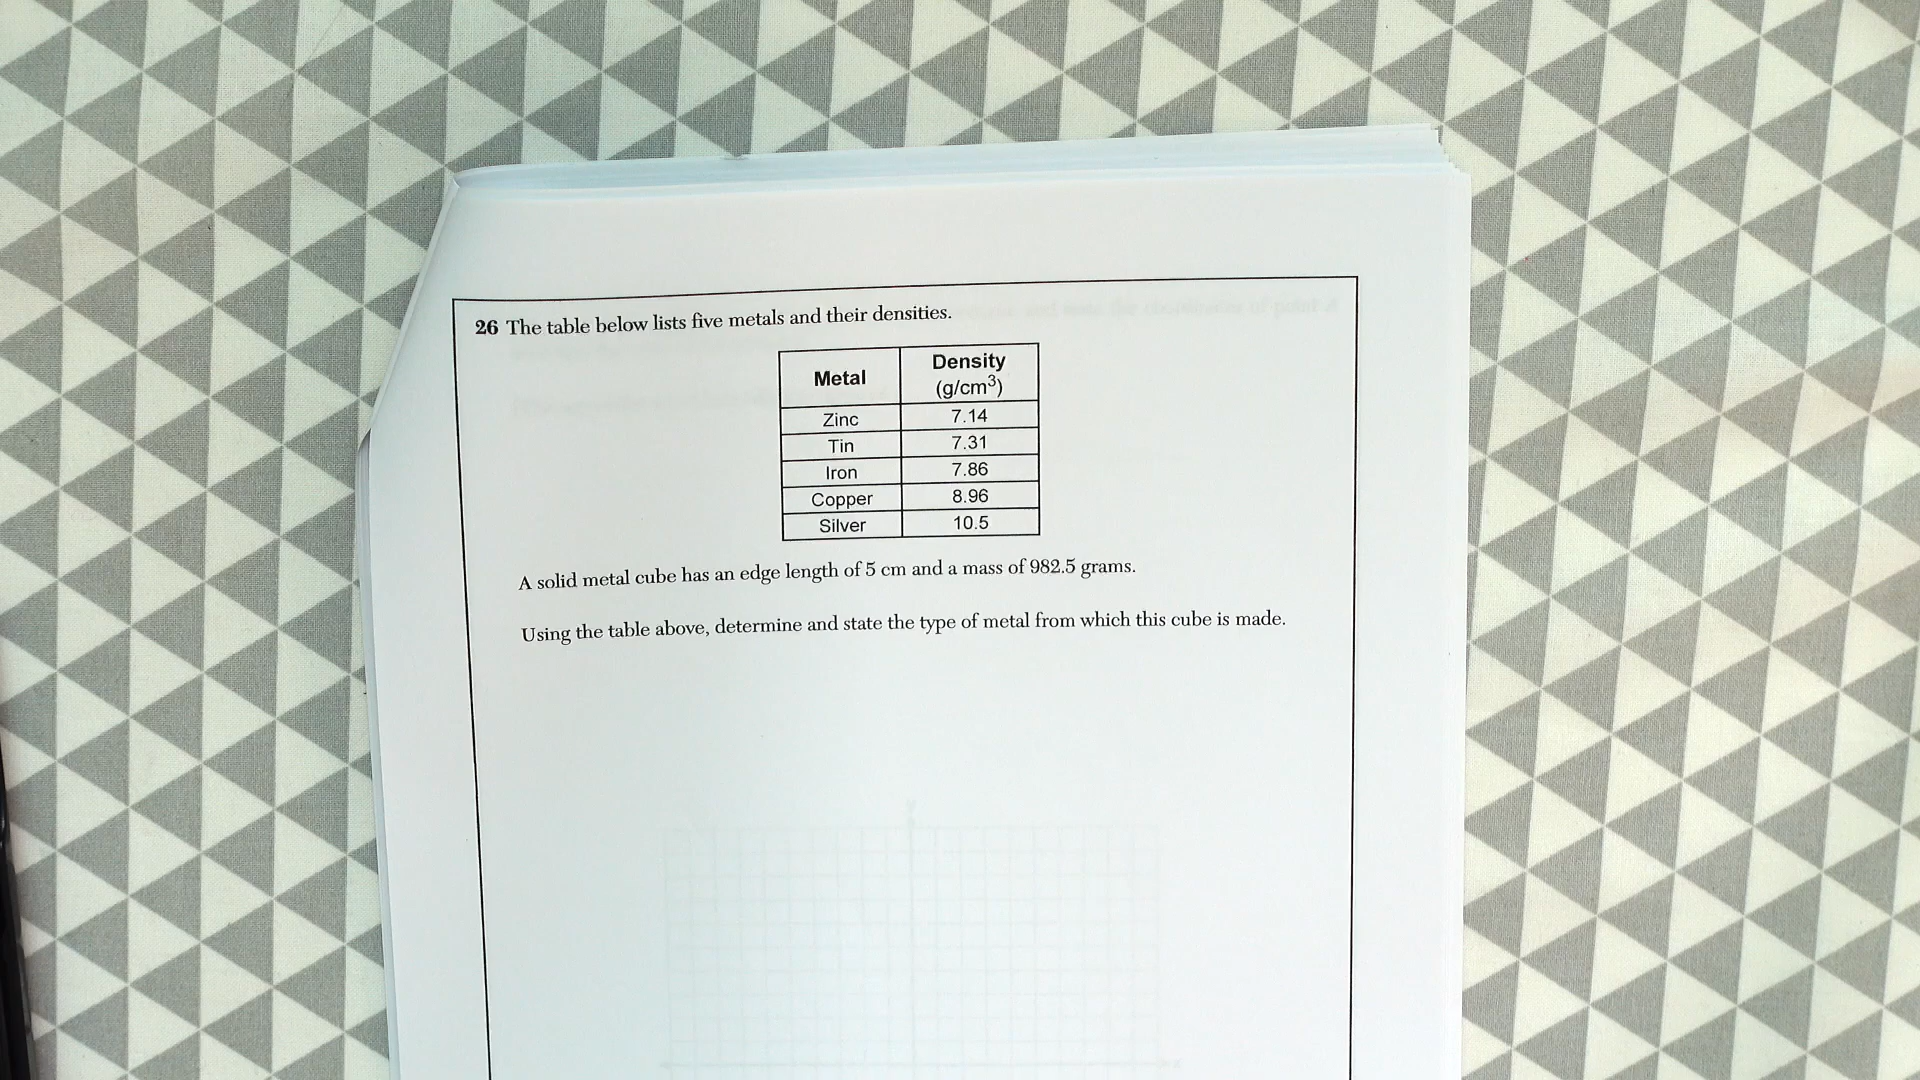 26 The table below lists five metals and their densities.
Metal Density (g/cm³)
Zinc 7.14
Tin 7.31
Iron 7.86
Copper 8.96
Silver 10.5
A solid metal cube has an edge length of 5 cm and a mass of 982.5 grams.
Using the table above, determine and state the type of metal from which this cube is made.